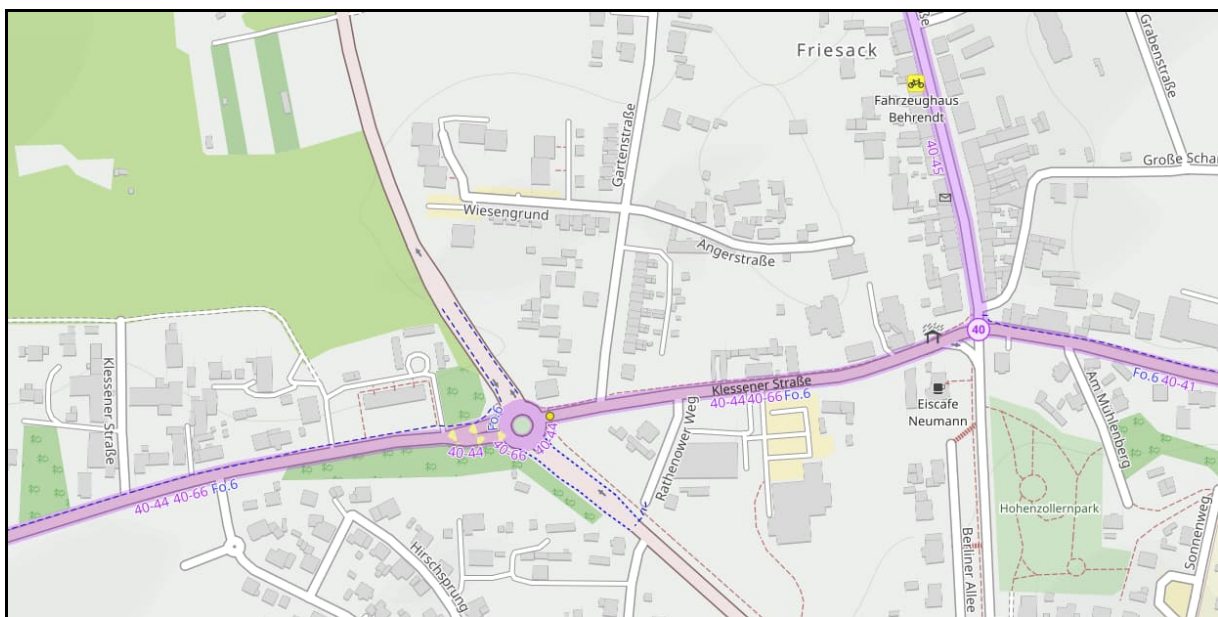 Friesack
Fahrzeughaus
Behrendt
Grabenstraße
Gartenstraße
40-45
Große Schar
Wiesengrund
Angerstraße
40
Klessener Straße
Klessener Straße
40-44 40-66 Fo.6
Fo.6 40-41
Eiscafe
Neumann
Am Mühlenberg
Fo.6
40-44
40-66
40-44
Rathenower Weg
40-44 40-66 Fo.6
Hohenzollernpark
Hirschsprung
Berliner Allee
Sonnenweg